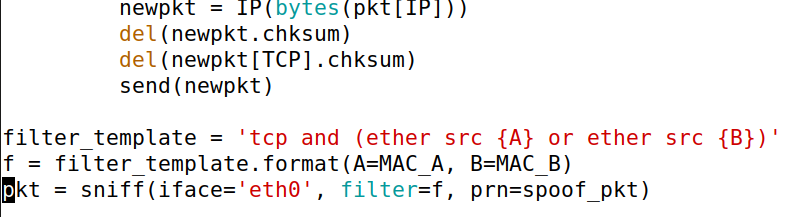 newpkt = IP(bytes(pkt[IP]))
del(newpkt.chksum)
del(newpkt[TCP].chksum)
send(newpkt)
filter_template = 'tcp and (ether src {A} or ether src {B})'
f = filter_template.format(A=MAC_A, B=MAC_B)
pkt = sniff(iface='eth0', filter=f, prn=spoof_pkt)